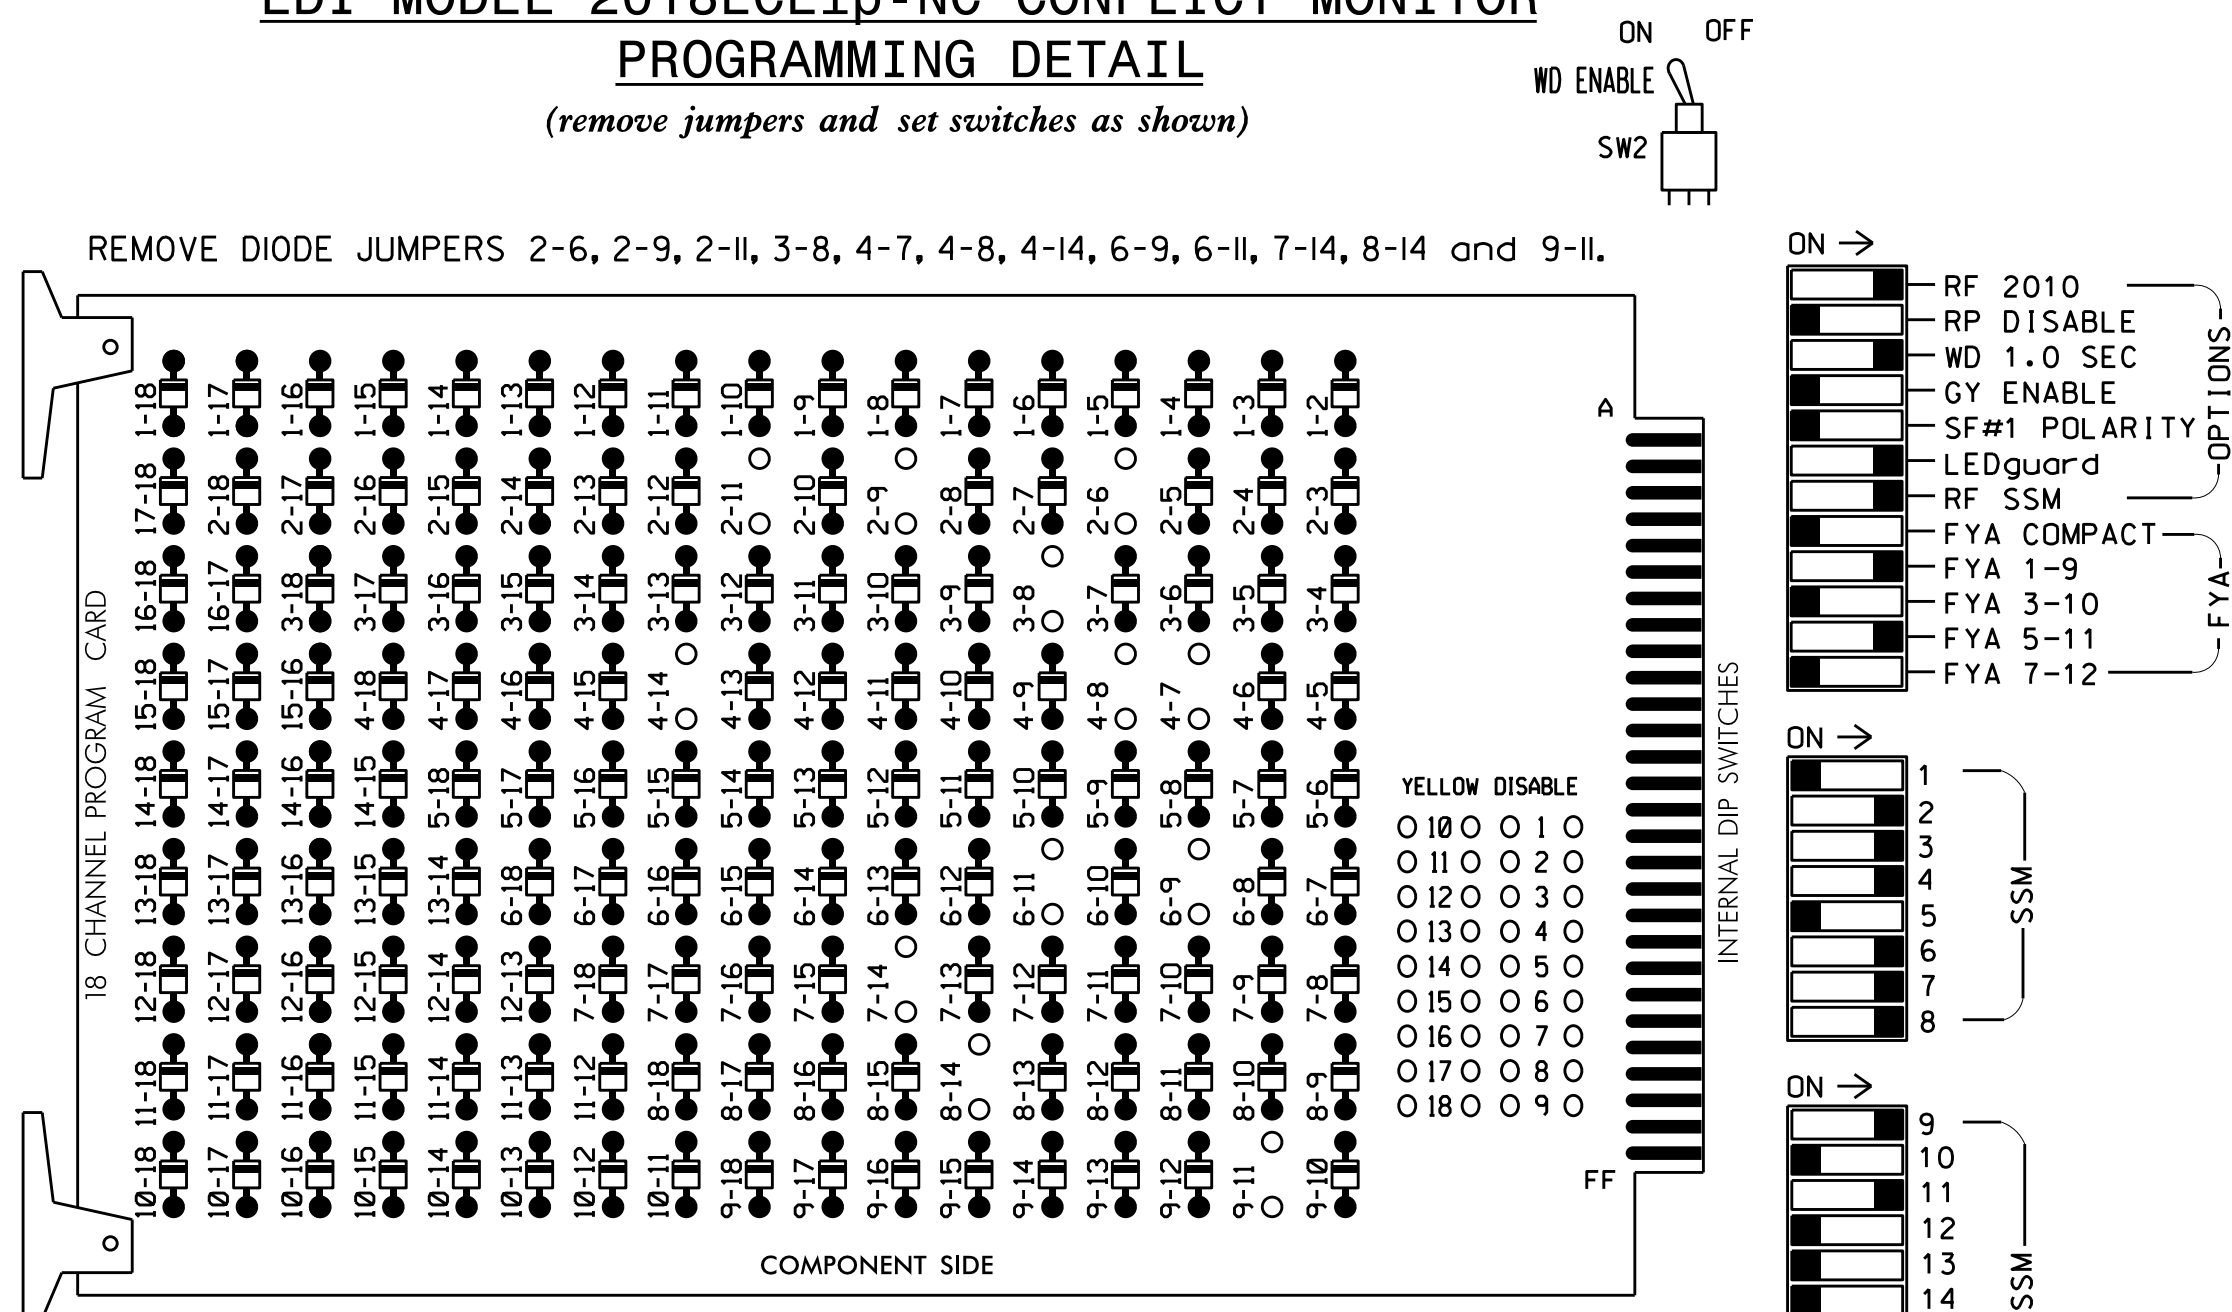 EDI MODEL 2018ECLip-NC CONFLICT MONITOR
PROGRAMMING DETAIL
(remove jumpers and set switches as shown)
ON OFF
WD ENABLE
SW2
REMOVE DIODE JUMPERS 2-6, 2-9, 2-11, 3-8, 4-7, 4-8, 4-14, 6-9, 6-11, 7-14, 8-14 and 9-11.
18 CHANNEL PROGRAM CARD
1-18 1-17 1-16 1-15 1-14 1-13 1-12 1-11 1-10 1-9 1-8 1-7 1-6 1-5 1-4 1-3 1-2
17-18 2-18 2-17 2-16 2-15 2-14 2-13 2-12 2-11 2-10 2-9 2-8 2-7 2-6 2-5 2-4 2-3
16-18 16-17 3-18 3-17 3-16 3-15 3-14 3-13 3-12 3-11 3-10 3-9 3-8 3-7 3-6 3-5 3-4
15-18 15-17 15-16 4-18 4-17 4-16 4-15 4-14 4-13 4-12 4-11 4-10 4-9 4-8 4-7 4-6 4-5
14-18 14-17 14-16 14-15 5-18 5-17 5-16 5-15 5-14 5-13 5-12 5-11 5-10 5-9 5-8 5-7 5-6
13-18 13-17 13-16 13-15 13-14 6-18 6-17 6-16 6-15 6-14 6-13 6-12 6-11 6-10 6-9 6-8 6-7
12-18 12-17 12-16 12-15 12-14 12-13 7-18 7-17 7-16 7-15 7-14 7-13 7-12 7-11 7-10 7-9 7-8
11-18 11-17 11-16 11-15 11-14 11-13 11-12 8-18 8-17 8-16 8-15 8-14 8-13 8-12 8-11 8-10 8-9
10-18 10-17 10-16 10-15 10-14 10-13 10-12 10-11 9-18 9-17 9-16 9-15 9-14 9-13 9-12 9-11 9-10
COMPONENT SIDE
YELLOW DISABLE
10 1
11 2
12 3
13 4
14 5
15 6
16 7
17 8
18 9
A
FF
INTERNAL DIP SWITCHES
ON
RF 2010
RP DISABLE
WD 1.0 SEC
GY ENABLE
SF#1 POLARITY
LEDguard
RF SSM
OPTIONS
FYA COMPACT
FYA 1-9
FYA 3-10
FYA 5-11
FYA 7-12
FYA
ON
1
2
3
4
5
6
7
8
SSM
ON
9
10
11
12
13
14
SSM